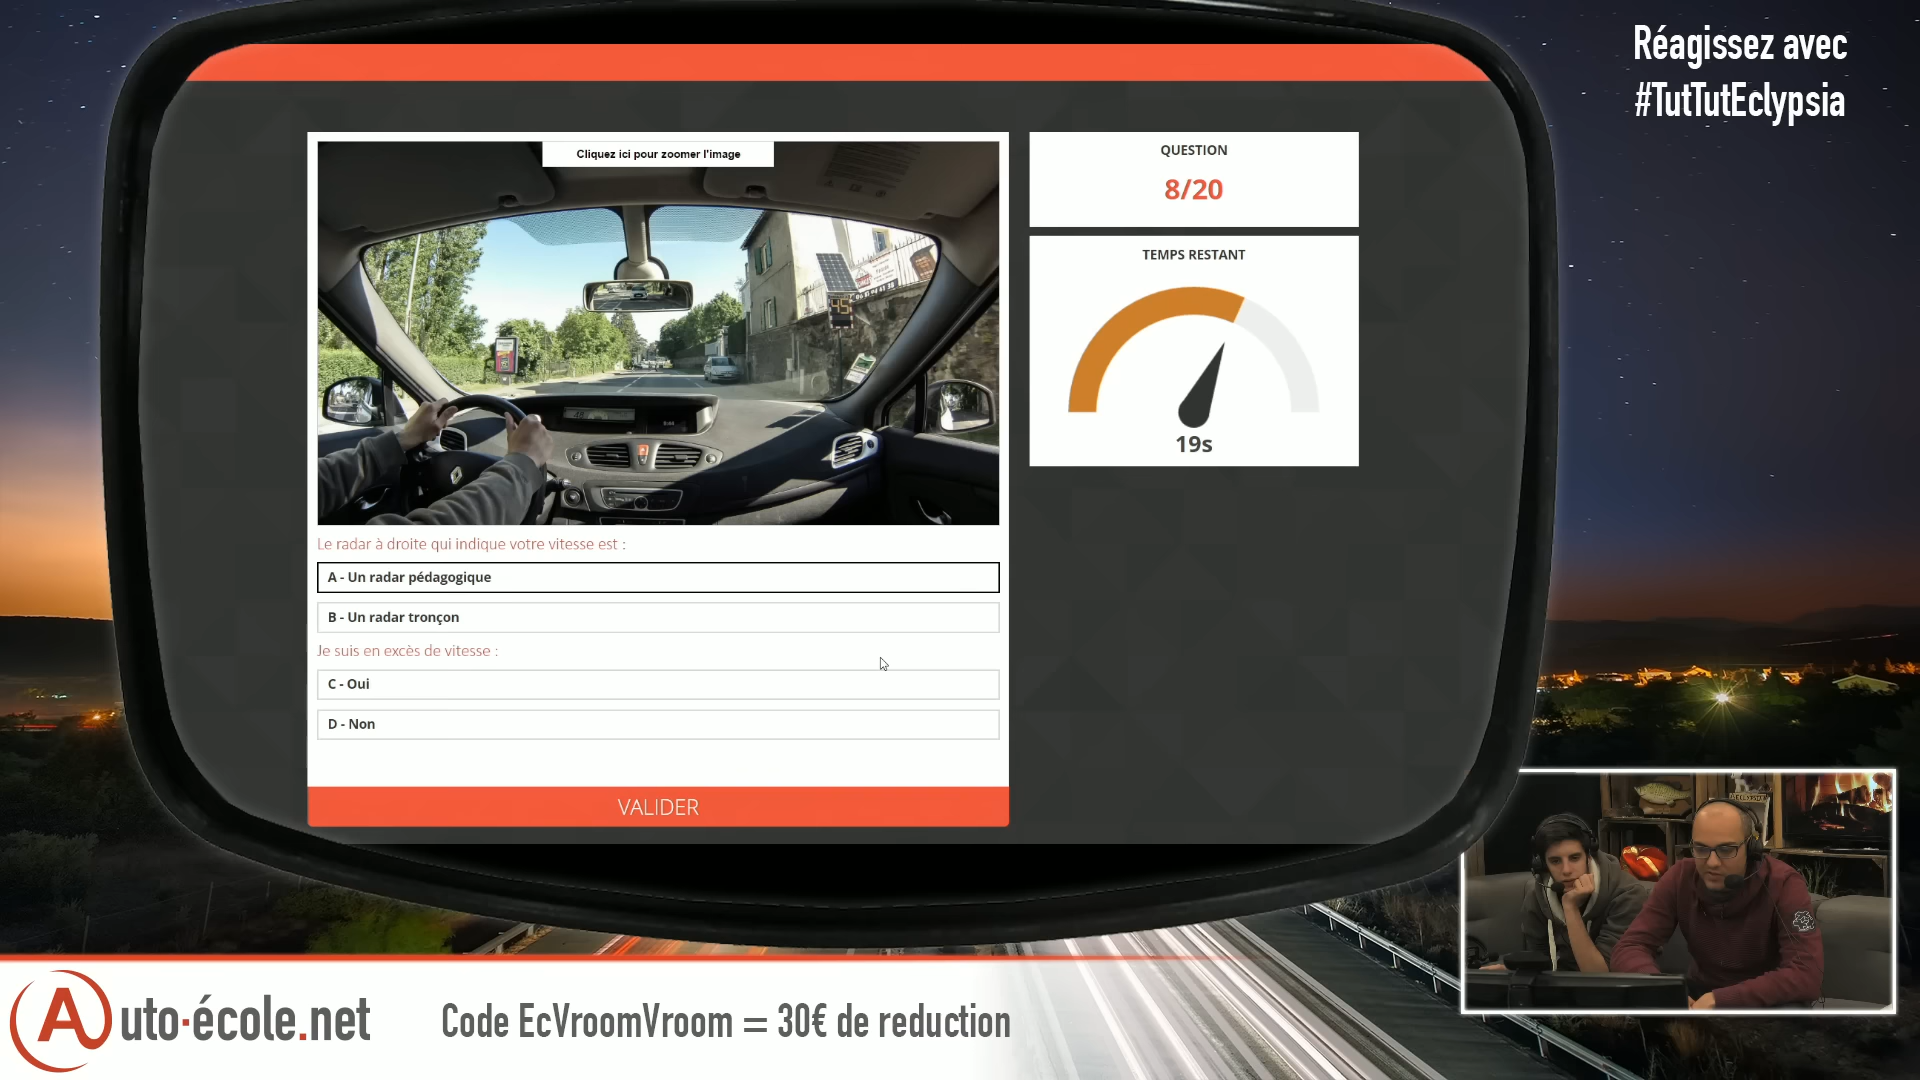 Réagissez avec
#TutTutEclypsia
Cliquez ici pour zoomer l'image
45
QUESTION
8/20
TEMPS RESTANT
19s
Le radar à droite qui indique votre vitesse est :
A - Un radar pédagogique
B - Un radar tronçon
Je suis en excès de vitesse :
C - Oui
D - Non
VALIDER
Auto·école.net
Code EcVroomVroom = 30€ de reduction